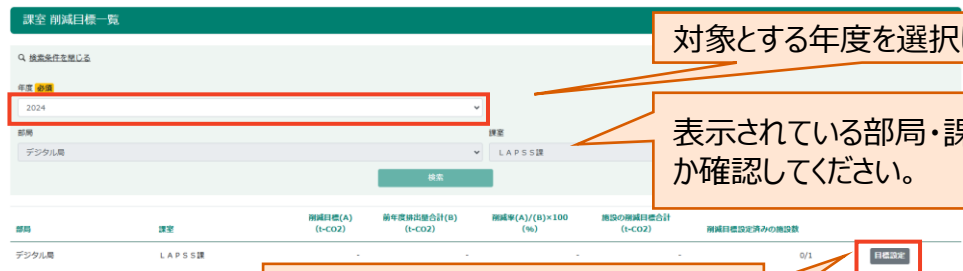 課室 削減目標一覧
対象とする年度を選択
検索条件を閉じる
年度 必須
2024
部局
課室
表示されている部局・課
か確認してください。
デジタル局
LAPSS課
検索
部局
課室
削減目標(A)
(t-CO2)
前年度排出量合計(B)
(t-CO2)
削減率(A)/(B)×100
(%)
施設の削減目標合計
(t-CO2)
削減目標設定済みの施設数
デジタル局
LAPSS課
-
-
-
-
0/1
目標設定